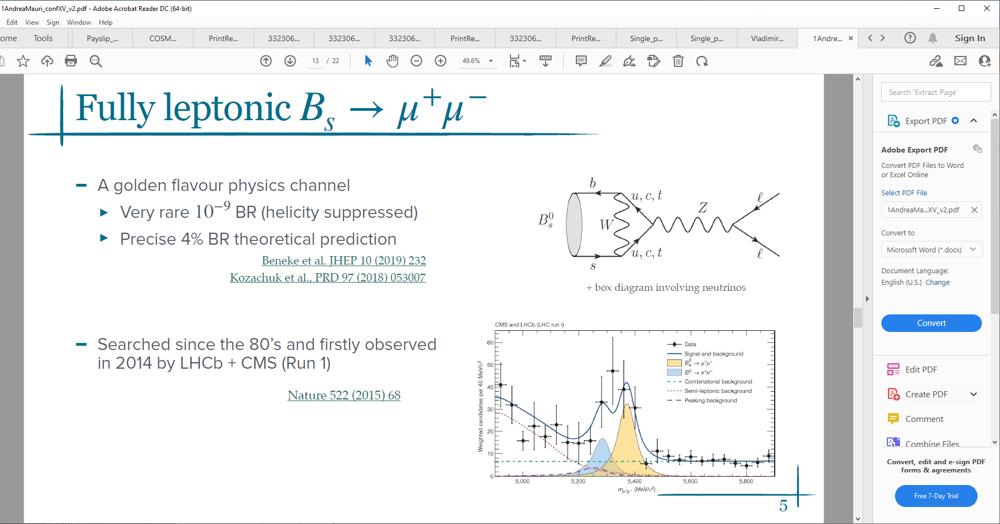 1AndreaMauri_confXV_v2.pdf - Adobe Acrobat Reader DC (64-bit)
Edit View Sign Window Help
ome Tools Payslip_... COSM... PrintRe... 332306... 332306... 332306... PrintRe... 332306... PrintRe... Single_p... Single_p... Vladimir... 1Andre... Sign In
13 / 22 49.6%
Fully leptonic Bs → μ+μ−
A golden flavour physics channel
Very rare 10−9 BR (helicity suppressed)
Precise 4% BR theoretical prediction
Beneke et al. JHEP 10 (2019) 232
Kozachuk et al., PRD 97 (2018) 053007
b
u, c, t
ℓ
Z
B0s
W
u, c, t
ℓ
s
+ box diagram involving neutrinos
Searched since the 80's and firstly observed
in 2014 by LHCb + CMS (Run 1)
Nature 522 (2015) 68
CMS and LHCb (LHC run I)
Weighted candidates per 40 MeV/c2
60
50
40
30
20
10
0
Data
Signal and background
B0s → μ+μ−
B0 → μ+μ−
Combinatorial background
Semi-leptonic background
Peaking background
5,000 5,200 5,400 5,600 5,800
mμ+μ− (MeV/c2)
5
Search 'Extract Page'
Export PDF
Adobe Export PDF
Convert PDF Files to Word
or Excel Online
Select PDF File
1AndreaMa...XV_v2.pdf
Convert to
Microsoft Word (*.docx)
Document Language:
English (U.S.) Change
Convert
Edit PDF
Create PDF
Comment
Combine Files
Convert, edit and e-sign PDF
forms & agreements
Free 7-Day Trial